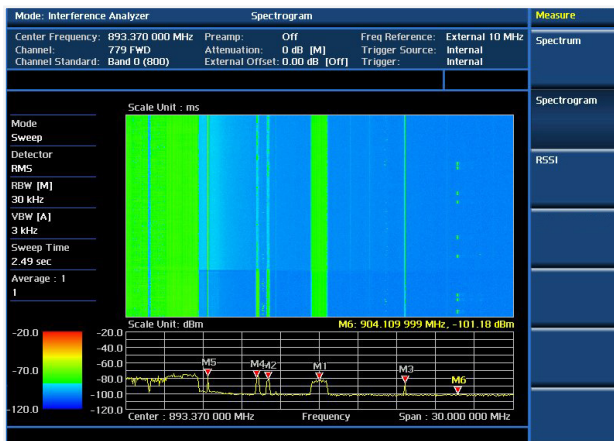 Mode: Interference Analyzer Spectrogram Measure
Center Frequency: 893.370 000 MHz Preamp: Off Freq Reference: External 10 MHz
Channel: 779 FWD Attenuation: 0 dB [M] Trigger Source: Internal
Channel Standard: Band 0 (800) External Offset: 0.00 dB [Off] Trigger: Internal
Spectrum
Spectrogram
RSSI
Scale Unit : ms
Mode
Sweep
Detector
RMS
RBW [M]
30 kHz
VBW [A]
3 kHz
Sweep Time
2.49 sec
Average : 1
1
Scale Unit: dBm M6: 904.109 999 MHz, -101.18 dBm
-20.0
-70.0
-120.0
-20.0
-40.0
-60.0
-80.0
-100.0
-120.0
M5 M4 M2 M1 M3 M6
Center : 893.370 000 MHz Frequency Span : 30.000 000 MHz